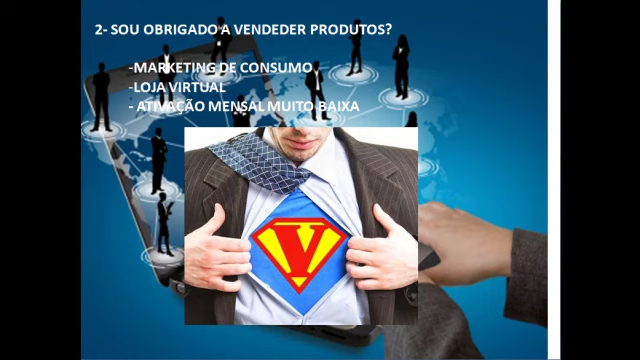 2- SOU OBRIGADO A VENDEDER PRODUTOS?
-MARKETING DE CONSUMO
-LOJA VIRTUAL
- ATIVAÇÃO MENSAL MUITO BAIXA
V